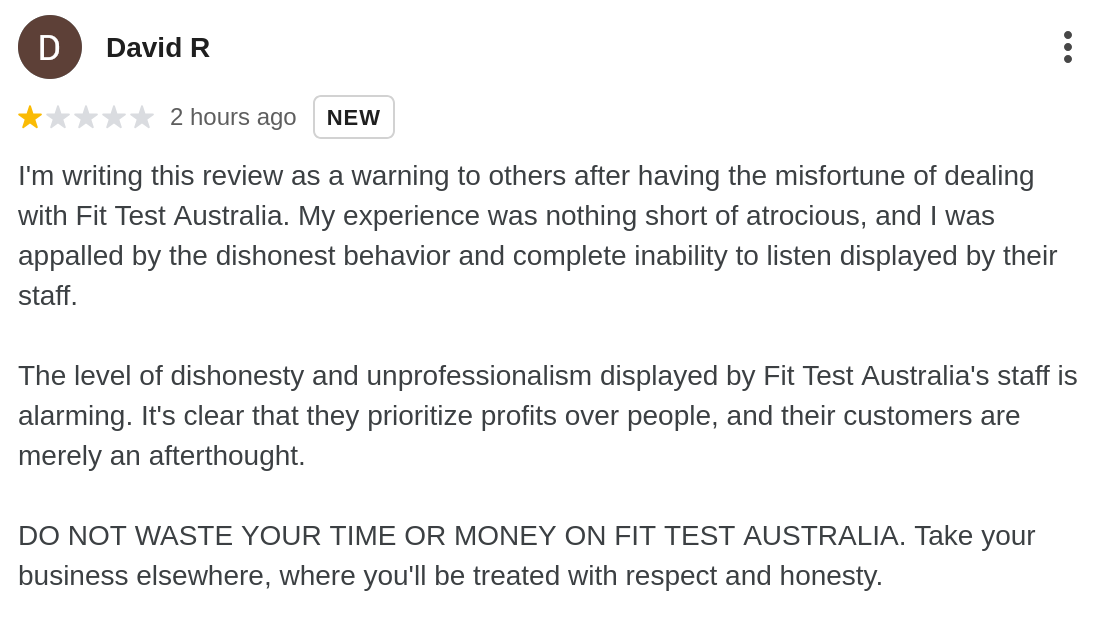 D
David R
2 hours ago
NEW
I'm writing this review as a warning to others after having the misfortune of dealing
with Fit Test Australia. My experience was nothing short of atrocious, and I was
appalled by the dishonest behavior and complete inability to listen displayed by their
staff.
The level of dishonesty and unprofessionalism displayed by Fit Test Australia's staff is
alarming. It's clear that they prioritize profits over people, and their customers are
merely an afterthought.
DO NOT WASTE YOUR TIME OR MONEY ON FIT TEST AUSTRALIA. Take your
business elsewhere, where you'll be treated with respect and honesty.